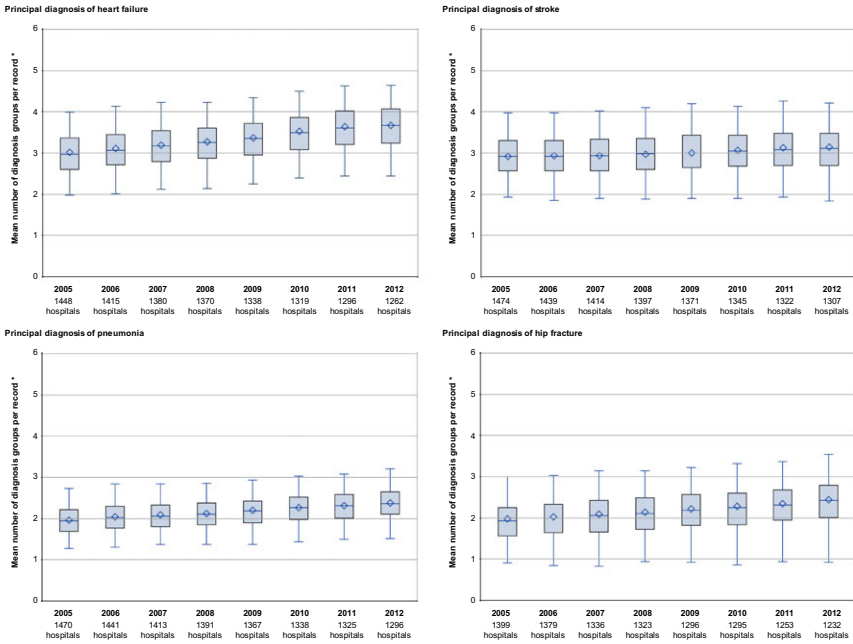 Principal diagnosis of heart failure
Mean number of diagnosis groups per record *
6
5
4
3
2
1
0
2005 2006 2007 2008 2009 2010 2011 2012
1448 1415 1380 1370 1338 1319 1296 1262
hospitals hospitals hospitals hospitals hospitals hospitals hospitals hospitals
Principal diagnosis of stroke
Mean number of diagnosis groups per record *
6
5
4
3
2
1
0
2005 2006 2007 2008 2009 2010 2011 2012
1474 1439 1414 1397 1371 1345 1322 1307
hospitals hospitals hospitals hospitals hospitals hospitals hospitals hospitals
Principal diagnosis of pneumonia
Mean number of diagnosis groups per record *
6
5
4
3
2
1
0
2005 2006 2007 2008 2009 2010 2011 2012
1470 1441 1413 1391 1367 1338 1325 1296
hospitals hospitals hospitals hospitals hospitals hospitals hospitals hospitals
Principal diagnosis of hip fracture
Mean number of diagnosis groups per record *
6
5
4
3
2
1
0
2005 2006 2007 2008 2009 2010 2011 2012
1399 1379 1336 1323 1296 1295 1253 1232
hospitals hospitals hospitals hospitals hospitals hospitals hospitals hospitals